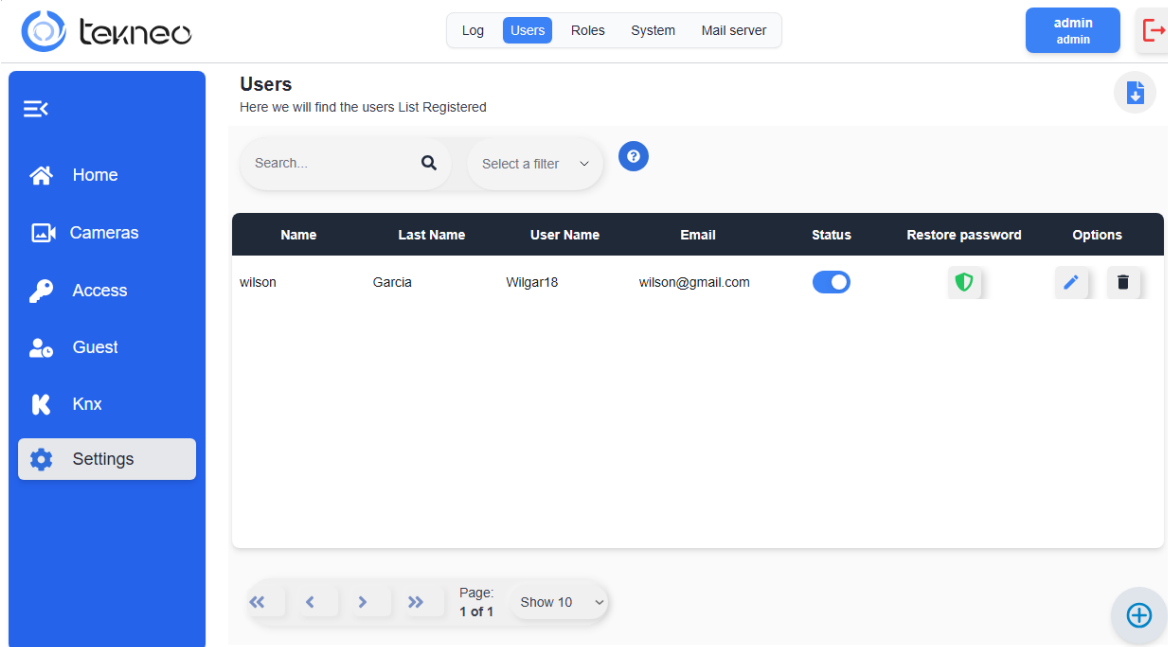 tekneo
Log Users Roles System Mail server
admin
admin
Home
Cameras
Access
Guest
Knx
Settings
Users
Here we will find the users List Registered
Search... Select a filter ?
Name Last Name User Name Email Status Restore password Options
wilson Garcia Wilgar18 wilson@gmail.com
Page:
1 of 1
Show 10